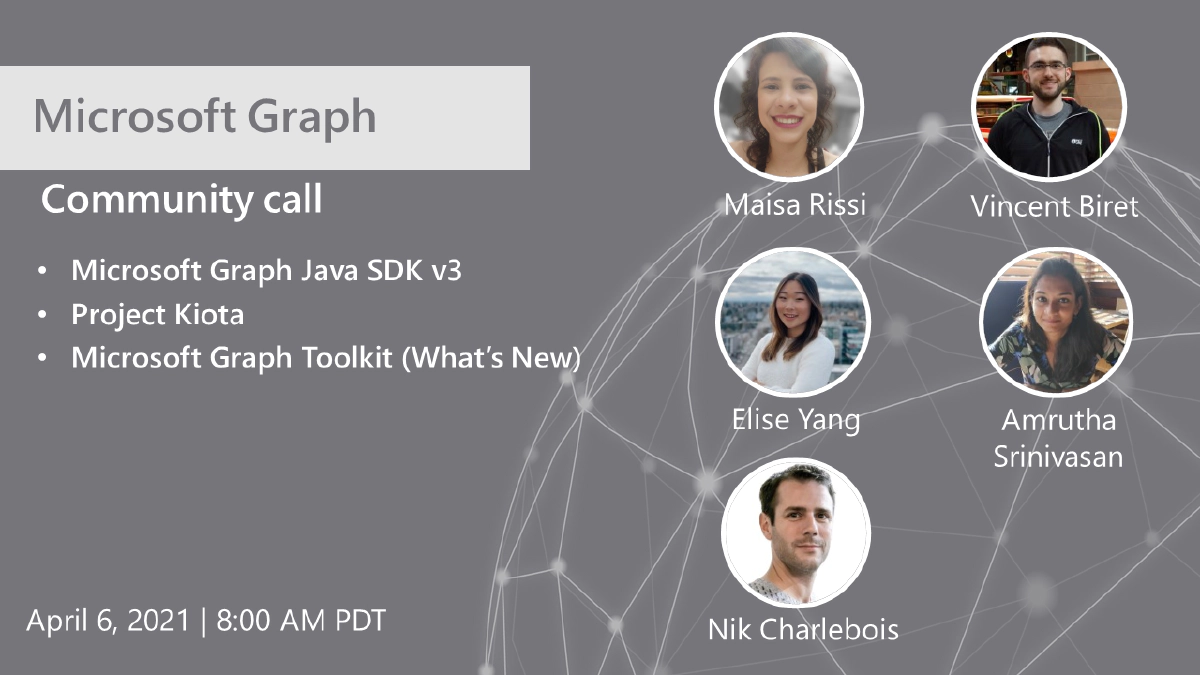 Microsoft Graph
Community call
• Microsoft Graph Java SDK v3
• Project Kiota
• Microsoft Graph Toolkit (What's New)
April 6, 2021 | 8:00 AM PDT
Maisa Rissi
Vincent Biret
Elise Yang
Amrutha
Srinivasan
Nik Charlebois